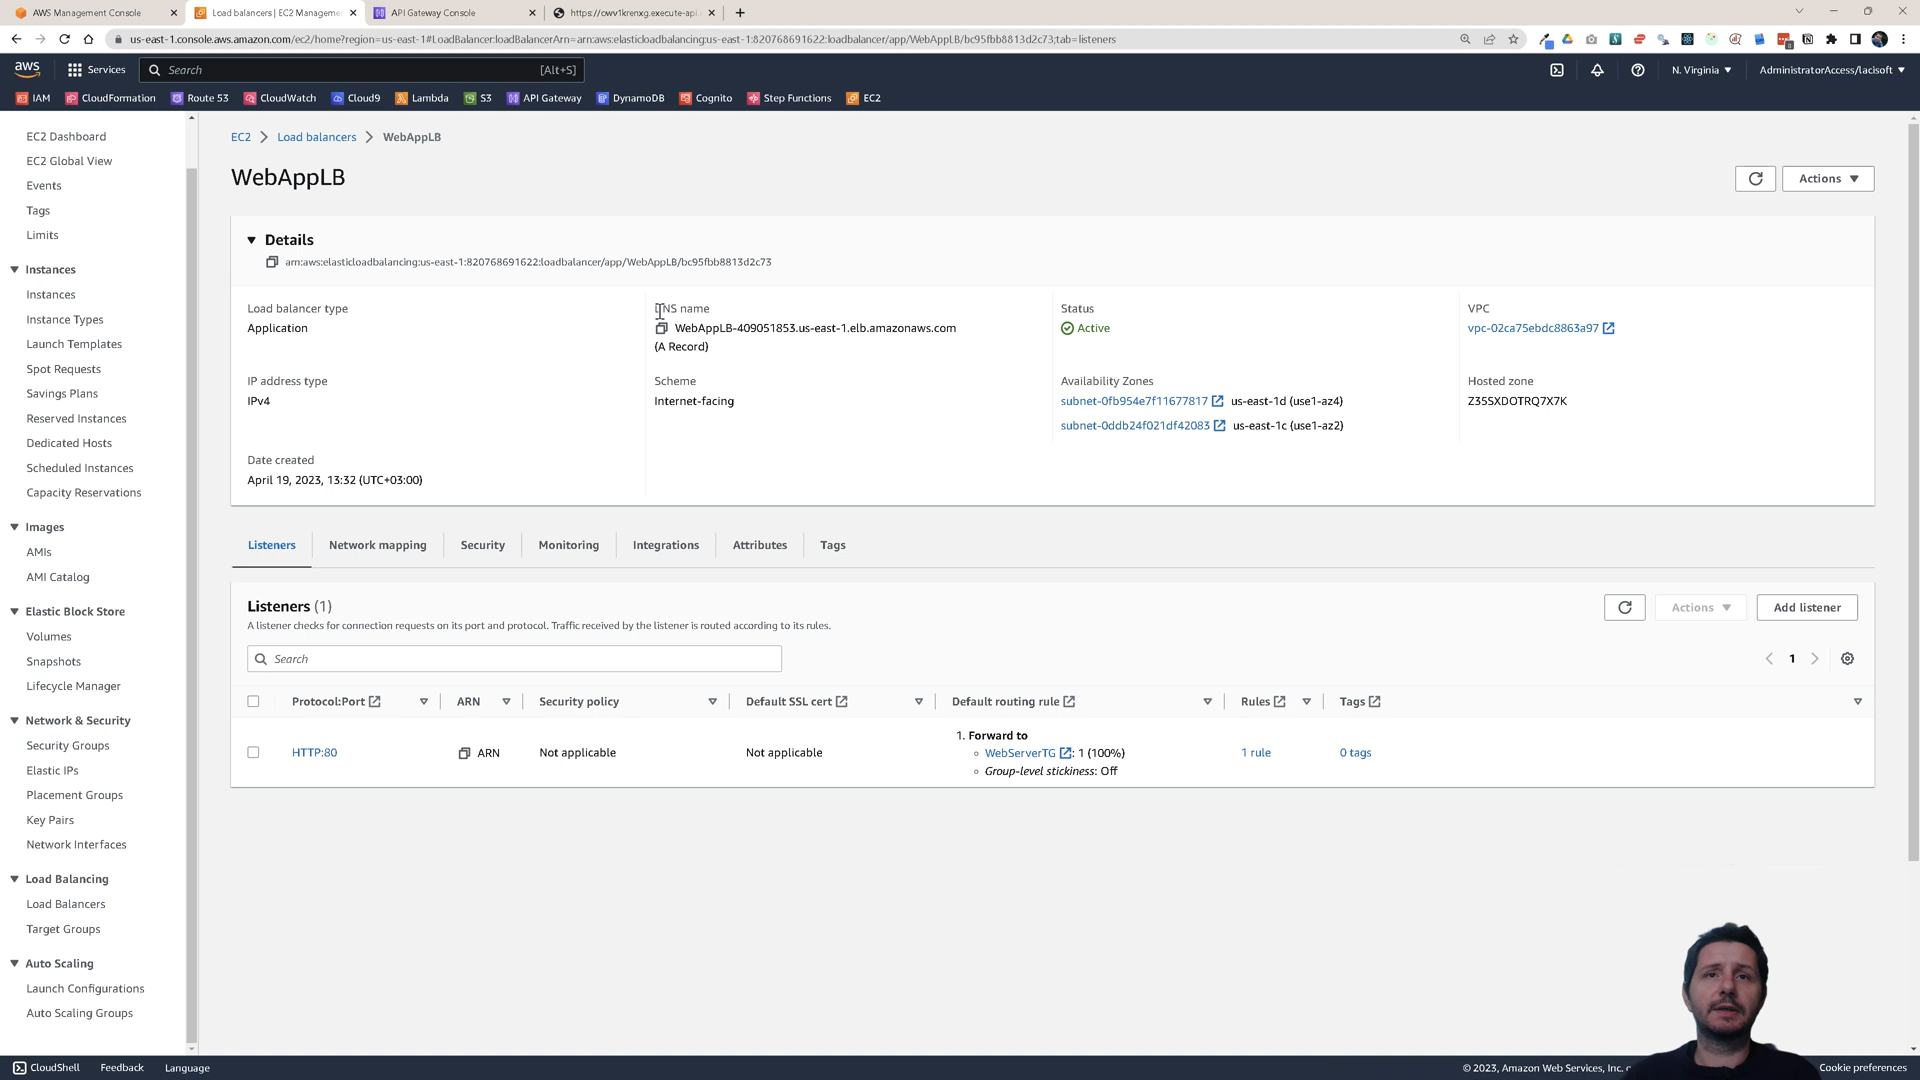 AWS Management Console
Load balancers | EC2 Manageme
API Gateway Console
https://cwv1krenxg.execute-api.
us-east-1.console.aws.amazon.com/ec2/home?region=us-east-1#LoadBalancer:loadBalancerArn=arn:aws:elasticloadbalancing:us-east-1:820768691622:loadbalancer/app/WebAppLB/bc95fbb8813d2c73;tab=listeners
aws
Services
Search
[Alt+S]
N. Virginia
AdministratorAccess/lacisoft
IAM
CloudFormation
Route 53
CloudWatch
Cloud9
Lambda
S3
API Gateway
DynamoDB
Cognito
Step Functions
EC2
EC2 Dashboard
EC2 Global View
Events
Tags
Limits
Instances
Instances
Instance Types
Launch Templates
Spot Requests
Savings Plans
Reserved Instances
Dedicated Hosts
Scheduled Instances
Capacity Reservations
Images
AMIs
AMI Catalog
Elastic Block Store
Volumes
Snapshots
Lifecycle Manager
Network & Security
Security Groups
Elastic IPs
Placement Groups
Key Pairs
Network Interfaces
Load Balancing
Load Balancers
Target Groups
Auto Scaling
Launch Configurations
Auto Scaling Groups
EC2 > Load balancers > WebAppLB
WebAppLB
Actions
Details
arn:aws:elasticloadbalancing:us-east-1:820768691622:loadbalancer/app/WebAppLB/bc95fbb8813d2c73
Load balancer type
Application
DNS name
WebAppLB-409051853.us-east-1.elb.amazonaws.com
(A Record)
Status
Active
VPC
vpc-02ca75ebdc8863a97
IP address type
IPv4
Scheme
Internet-facing
Availability Zones
subnet-0fb954e7f11677817 us-east-1d (use1-az4)
subnet-0ddb24f021df42083 us-east-1c (use1-az2)
Hosted zone
Z35SXDOTRQ7X7K
Date created
April 19, 2023, 13:32 (UTC+03:00)
Listeners
Network mapping
Security
Monitoring
Integrations
Attributes
Tags
Listeners (1)
A listener checks for connection requests on its port and protocol. Traffic received by the listener is routed according to its rules.
Actions
Add listener
Search
1
Protocol:Port
ARN
Security policy
Default SSL cert
Default routing rule
Rules
Tags
HTTP:80
ARN
Not applicable
Not applicable
1. Forward to
WebServerTG : 1 (100%)
Group-level stickiness: Off
1 rule
0 tags
CloudShell
Feedback
Language
© 2023, Amazon Web Services, Inc.
Cookie preferences